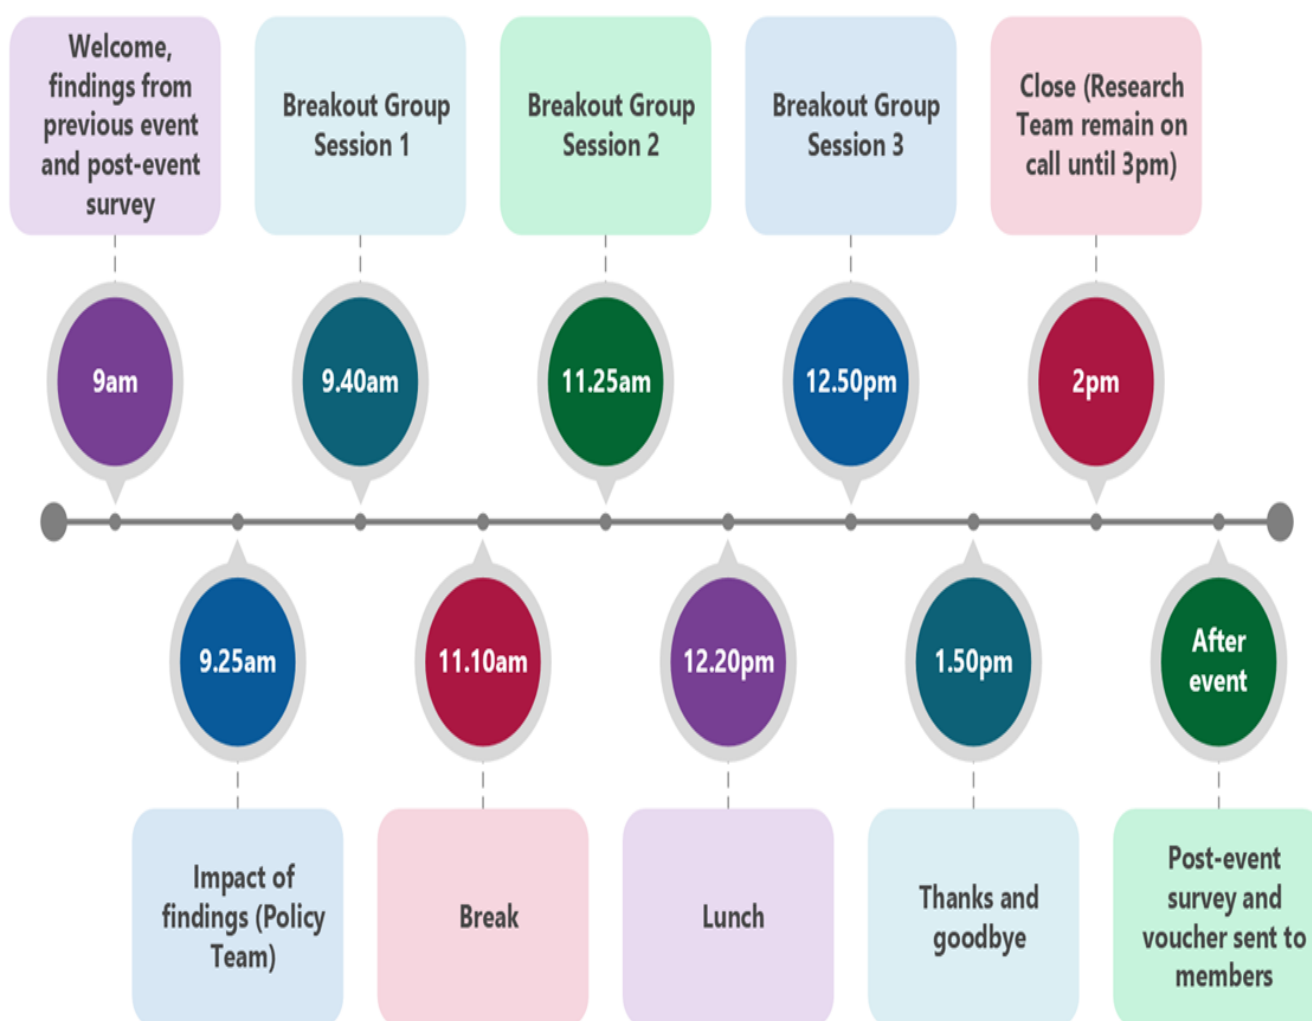 Welcome,
findings from
previous event
and post-event
survey
Breakout Group
Session 1
Breakout Group
Session 2
Breakout Group
Session 3
Close (Research
Team remain on
call until 3pm)
9am
9.40am
11.25am
12.50pm
2pm
9.25am
11.10am
12.20pm
1.50pm
After
event
Impact of
findings (Policy
Team)
Break
Lunch
Thanks and
goodbye
Post-event
survey and
voucher sent to
members